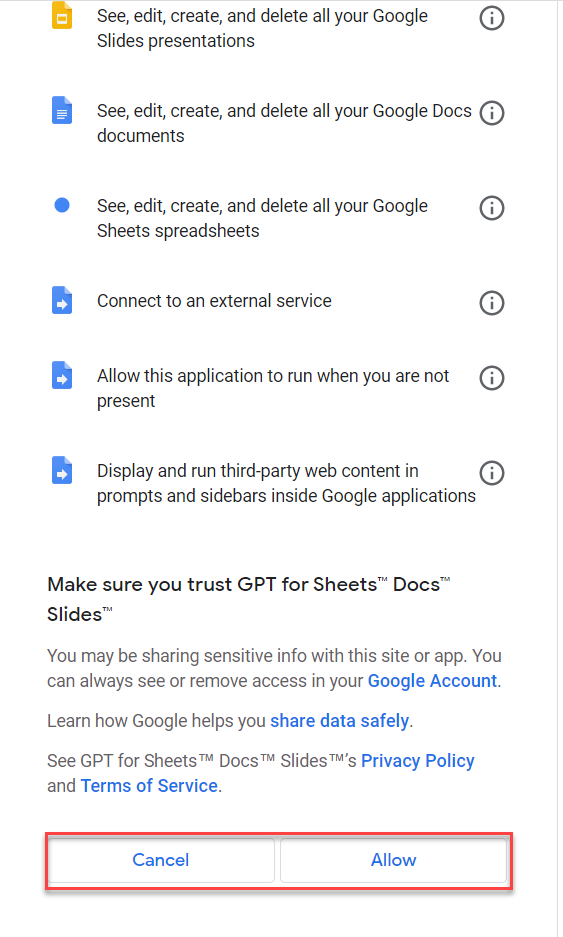 See, edit, create, and delete all your Google
Slides presentations
See, edit, create, and delete all your Google Docs
documents
See, edit, create, and delete all your Google
Sheets spreadsheets
Connect to an external service
Allow this application to run when you are not
present
Display and run third-party web content in
prompts and sidebars inside Google applications
Make sure you trust GPT for Sheets™ Docs™
Slides™
You may be sharing sensitive info with this site or app. You
can always see or remove access in your Google Account.
Learn how Google helps you share data safely.
See GPT for Sheets™ Docs™ Slides™'s Privacy Policy
and Terms of Service.
Cancel Allow